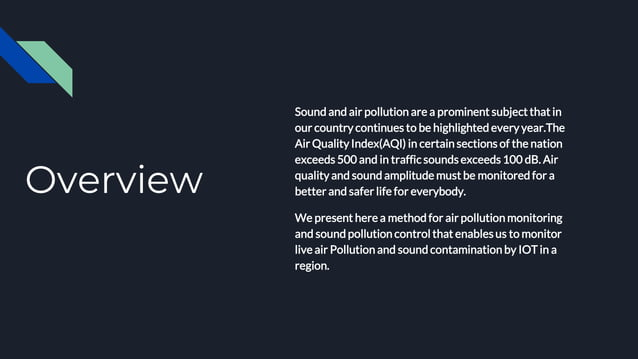 Overview
Sound and air pollution are a prominent subject that in
our country continues to be highlighted every year.The
Air Quality Index(AQI) in certain sections of the nation
exceeds 500 and in traffic sounds exceeds 100 dB. Air
quality and sound amplitude must be monitored for a
better and safer life for everybody.
We present here a method for air pollution monitoring
and sound pollution control that enables us to monitor
live air Pollution and sound contamination by IOT in a
region.